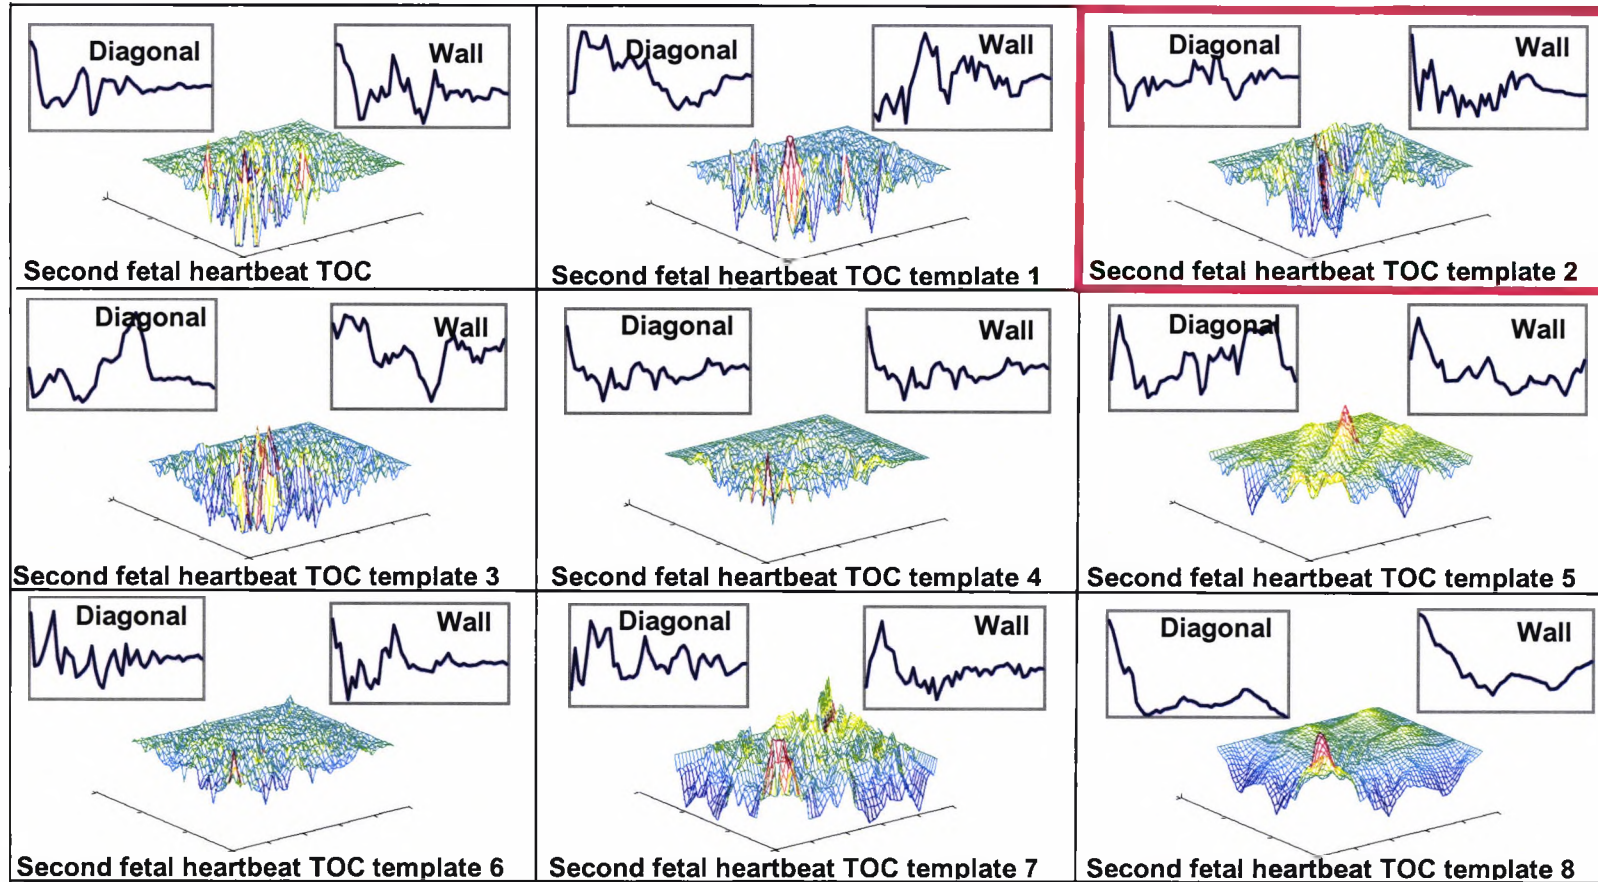 Diagonal
Wall
Second fetal heartbeat TOC
Diagonal
Wall
Second fetal heartbeat TOC template 1
Diagonal
Wall
Second fetal heartbeat TOC template 2
Diagonal
Wall
Second fetal heartbeat TOC template 3
Diagonal
Wall
Second fetal heartbeat TOC template 4
Diagonal
Wall
Second fetal heartbeat TOC template 5
Diagonal
Wall
Second fetal heartbeat TOC template 6
Diagonal
Wall
Second fetal heartbeat TOC template 7
Diagonal
Wall
Second fetal heartbeat TOC template 8